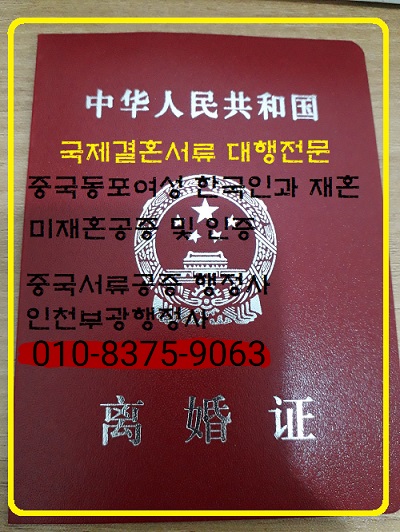 中华人民共和国
국제결혼서류 대행전문
중국동포여성 한국인과 재혼
미재혼공증 및 인증
중국서류공증 행정사
인천부광행정사
010-8375-9063
离婚证